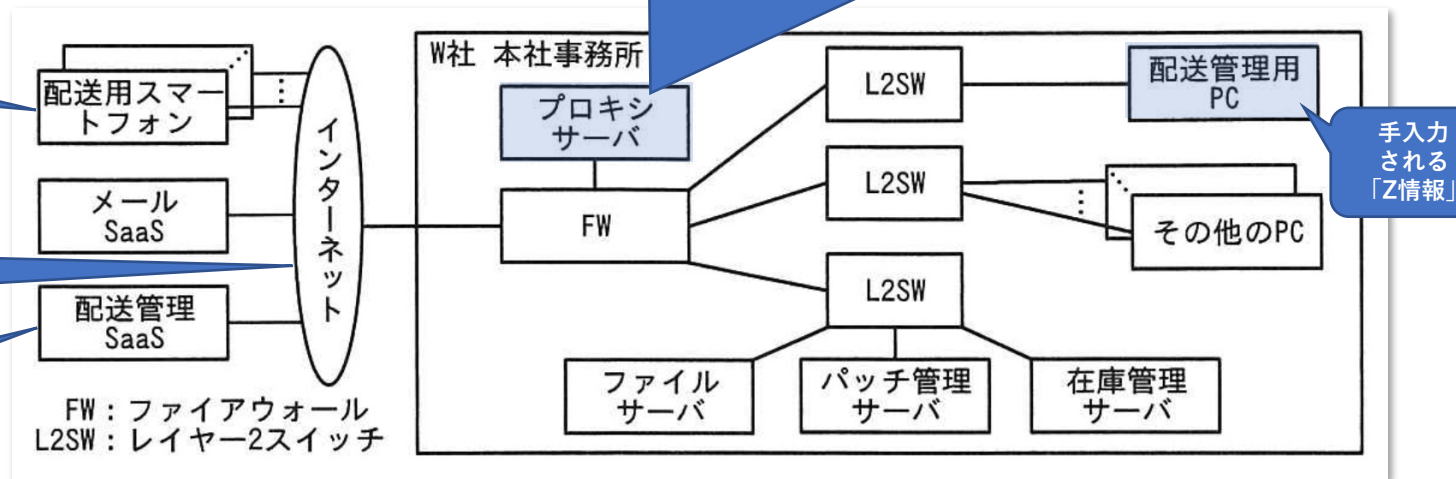 W社 本社事務所
配送用スマー
トフォン
メール
SaaS
配送管理
SaaS
インターネット
プロキシ
サーバ
FW
L2SW
L2SW
L2SW
配送管理用
PC
手入力
される
「Z情報」
その他のPC
ファイル
サーバ
パッチ管理
サーバ
在庫管理
サーバ
FW：ファイアウォール
L2SW：レイヤー2スイッチ